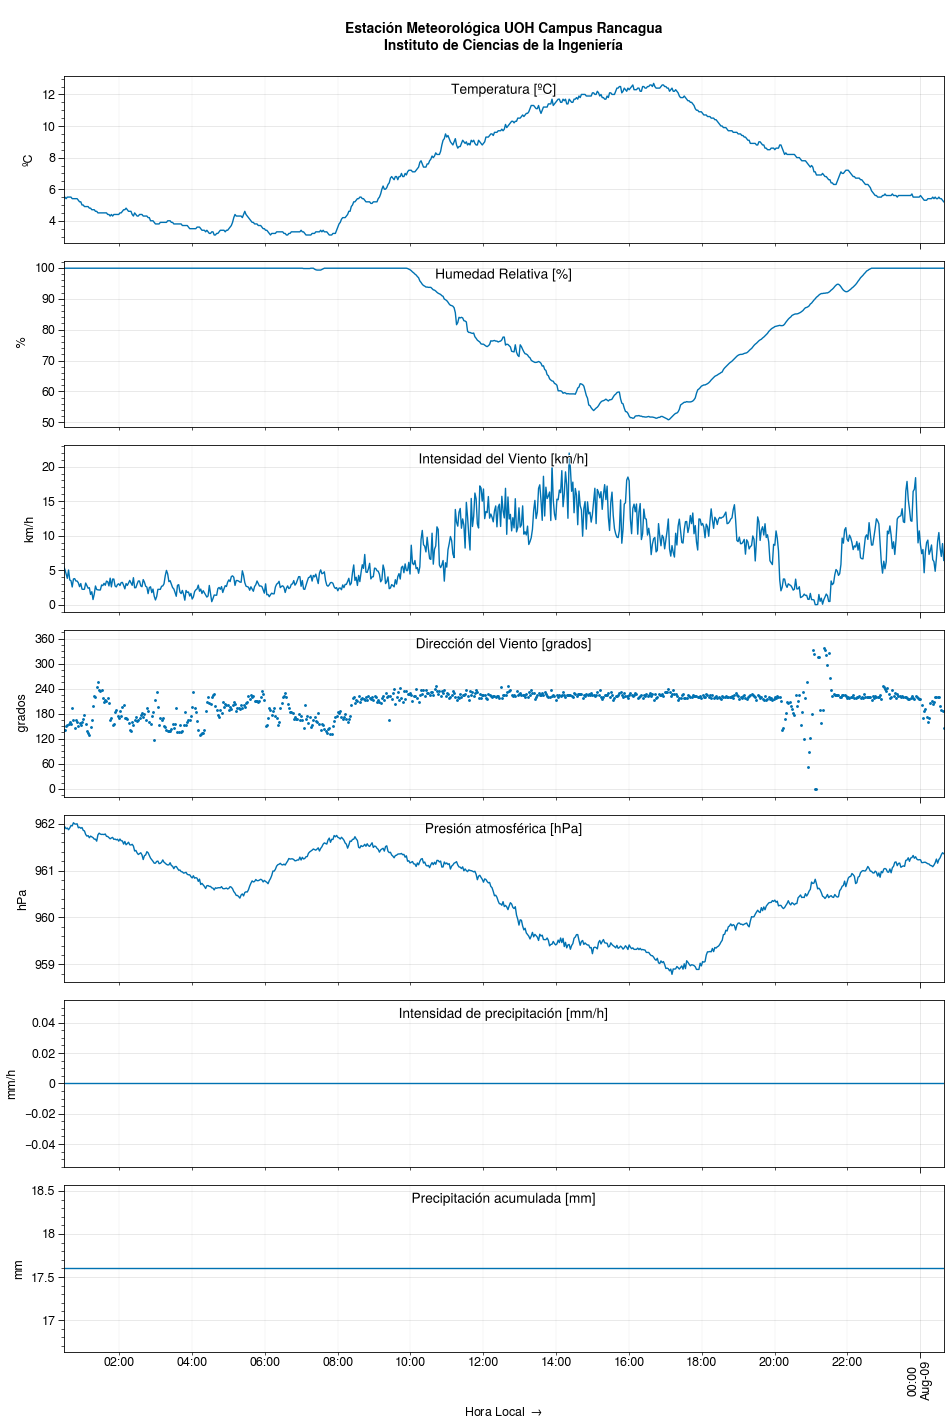 Estación Meteorológica UOH Campus Rancagua
Instituto de Ciencias de la Ingeniería
Temperatura [ºC]
12
10
8
6
4
ºC
Humedad Relativa [%]
100
90
80
70
60
50
%
Intensidad del Viento [km/h]
20
15
10
5
0
km/h
Dirección del Viento [grados]
360
300
240
180
120
60
0
grados
Presión atmosférica [hPa]
962
961
960
959
hPa
Intensidad de precipitación [mm/h]
0.04
0.02
0
−0.02
−0.04
mm/h
Precipitación acumulada [mm]
18.5
18
17.5
17
mm
02:00 04:00 06:00 08:00 10:00 12:00 14:00 16:00 18:00 20:00 22:00 00:00
Aug-09
Hora Local →